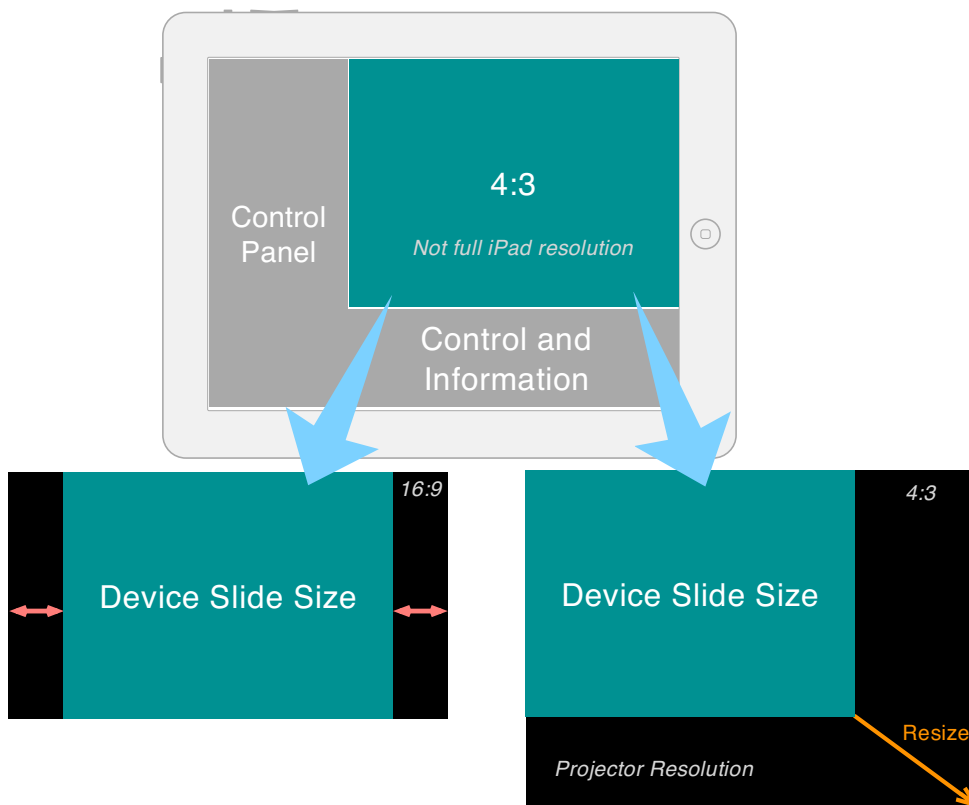 4:3
Control
Panel
Not full iPad resolution
Control and
Information
16:9
Device Slide Size
4:3
Device Slide Size
Resize
Projector Resolution